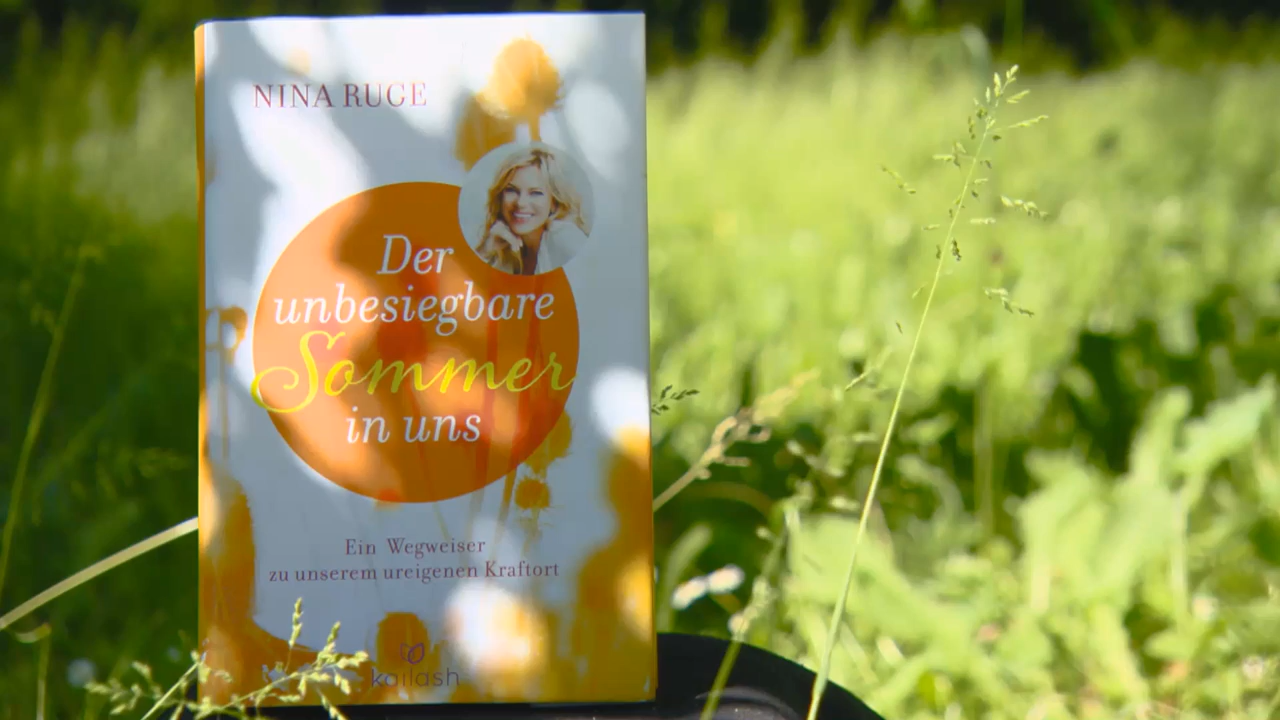 NINA RUGE
Der
unbesiegbare
Sommer
in uns
Ein Wegweiser
zu unserem ureigenen Kraftort
kailash